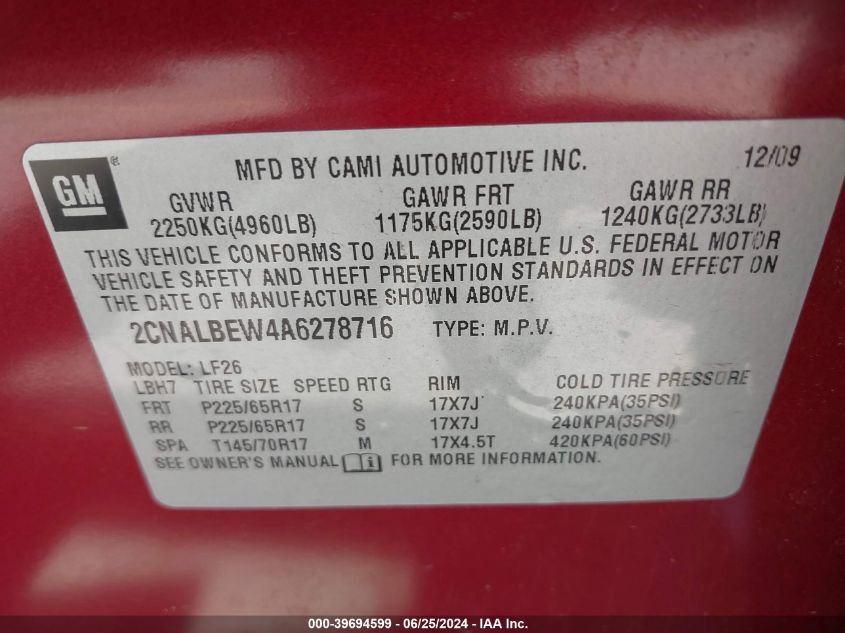 GM ®
MFD BY CAMI AUTOMOTIVE INC. 12/09
GVWR GAWR FRT GAWR RR
2250KG(4960LB) 1175KG(2590LB) 1240KG(2733LB)
THIS VEHICLE CONFORMS TO ALL APPLICABLE U.S. FEDERAL MOTOR
VEHICLE SAFETY AND THEFT PREVENTION STANDARDS IN EFFECT ON
THE DATE OF MANUFACTURE SHOWN ABOVE.
2CNALBEW4A6278716 TYPE: M.P.V.
MODEL: LF26
LBH7 TIRE SIZE SPEED RTG RIM COLD TIRE PRESSURE
FRT P225/65R17 S 17X7J 240KPA(35PSI)
RR P225/65R17 S 17X7J 240KPA(35PSI)
SPA T145/70R17 M 17X4.5T 420KPA(60PSI)
SEE OWNER'S MANUAL FOR MORE INFORMATION.
000-39694599 - 06/25/2024 - IAA Inc.